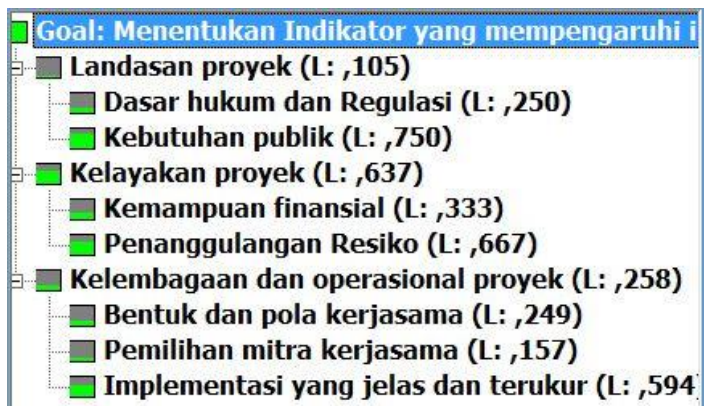 Goal: Menentukan Indikator yang mempengaruhi i
Landasan proyek (L: ,105)
Dasar hukum dan Regulasi (L: ,250)
Kebutuhan publik (L: ,750)
Kelayakan proyek (L: ,637)
Kemampuan finansial (L: ,333)
Penanggulangan Resiko (L: ,667)
Kelembagaan dan operasional proyek (L: ,258)
Bentuk dan pola kerjasama (L: ,249)
Pemilihan mitra kerjasama (L: ,157)
Implementasi yang jelas dan terukur (L: ,594